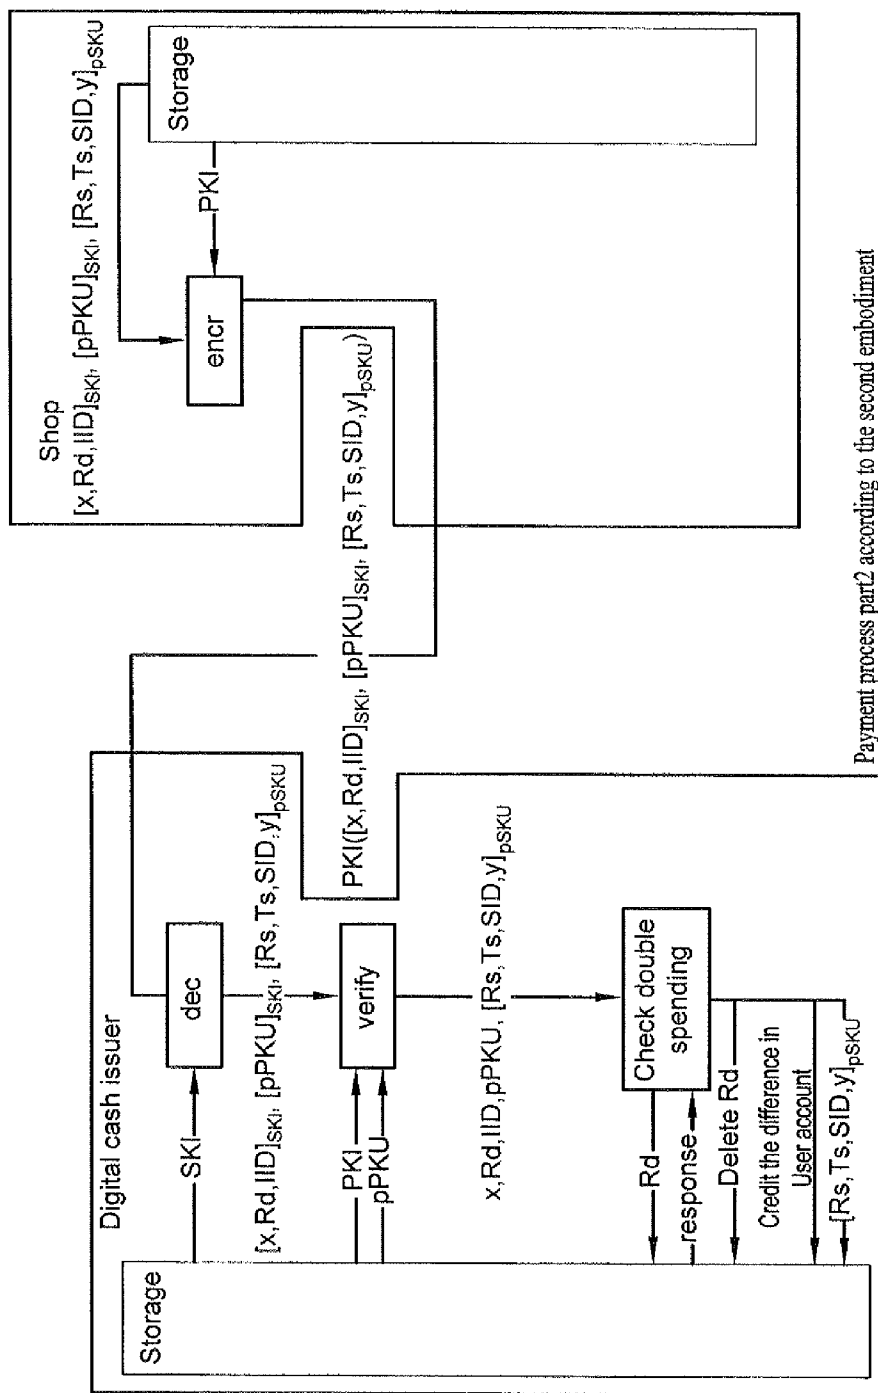 Digital cash issuer
Storage
SKI
dec
[x,Rd,IID]SKI, [pPKU]SKI, [Rs,Ts,SID,y]pSKU
PKI
pPKU
verify
x,Rd,IID,pPKU, [Rs,Ts,SID,y]pSKU
Check double
spending
Rd
response
Delete Rd
Credit the difference in
User account
[Rs,Ts,SID,y]pSKU
PKI([x,Rd,IID]SKI, [pPKU]SKI, [Rs,Ts,SID,y]pSKU)
Shop
[x,Rd,IID]SKI, [pPKU]SKI, [Rs,Ts,SID,y]pSKU
encr
PKI
Storage
Payment process part2 according to the second embodiment